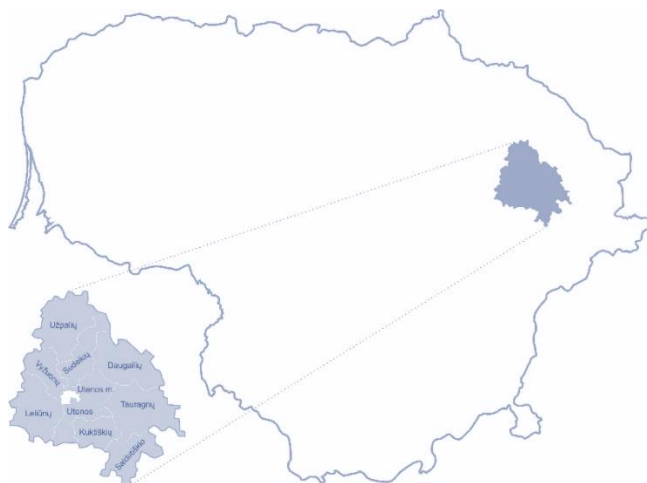 Užpalių
Vyžuonų
Sudeikių
Daugailių
Utenos m.
Leliūnų
Utenos
Tauragnų
Kuktiškių
Saldutiškio